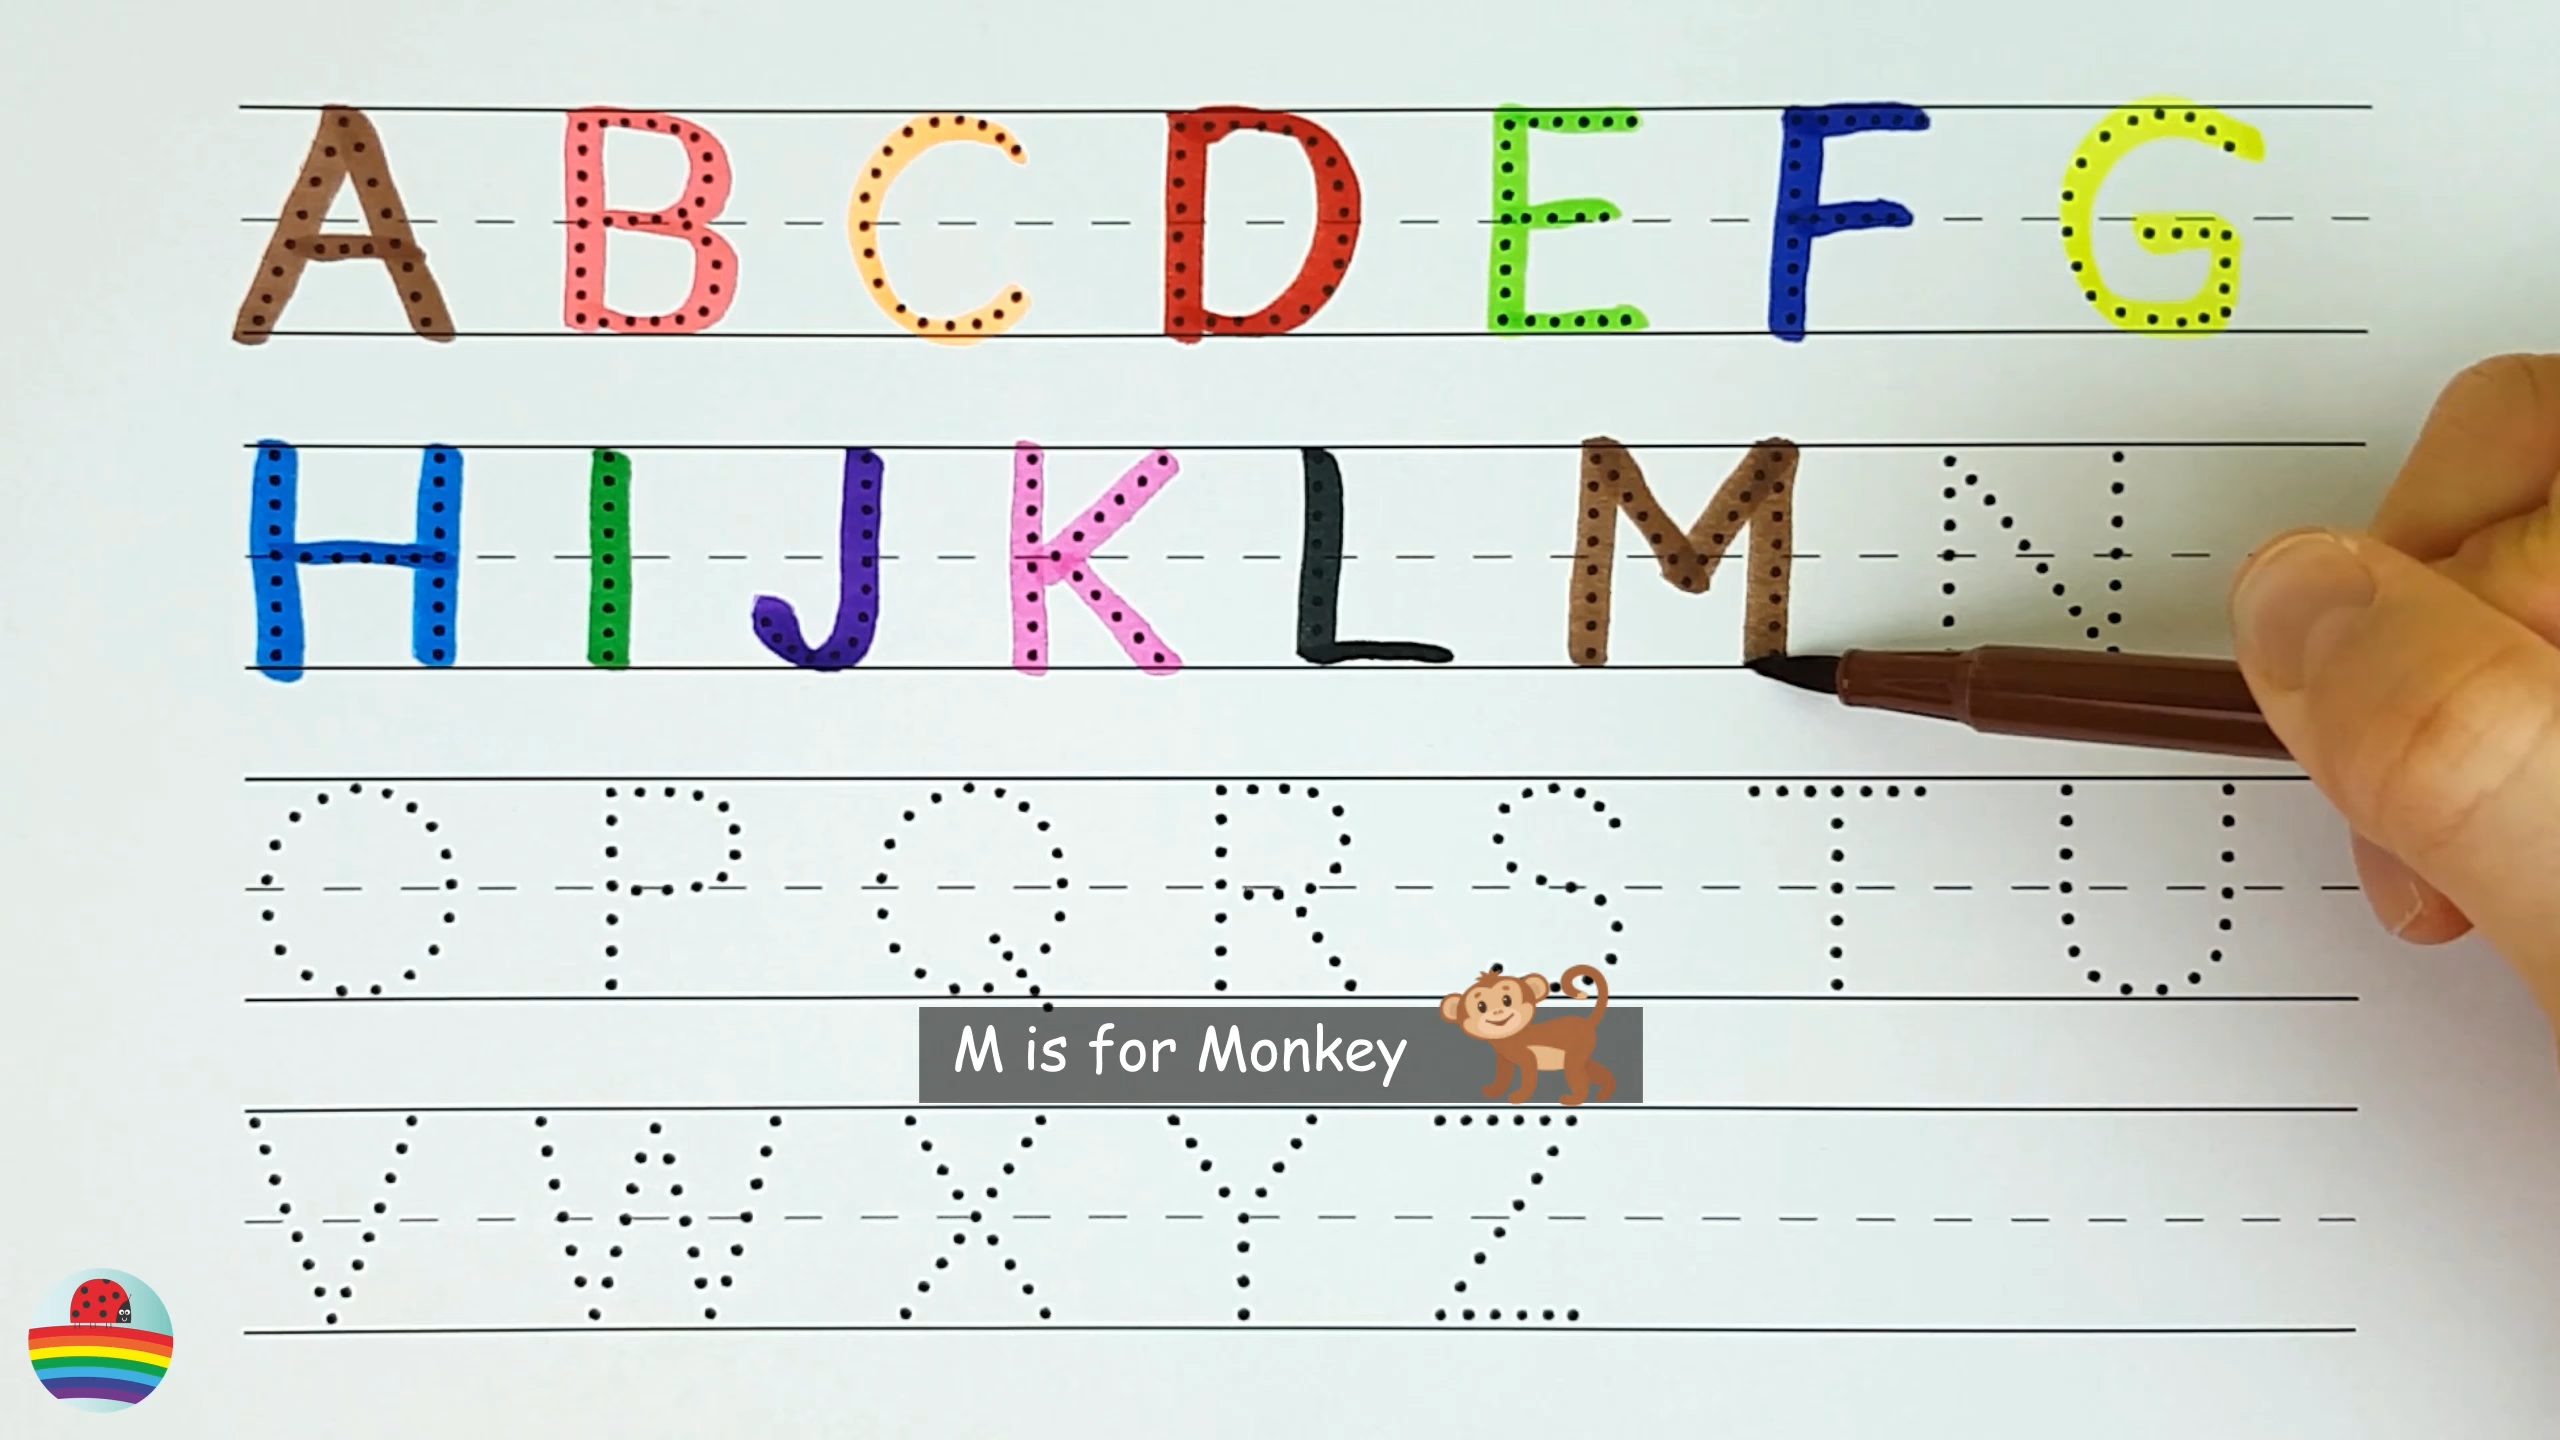 A B C D E F G
H I J K L M N
O P Q R S T U
M is for Monkey
V W X Y Z